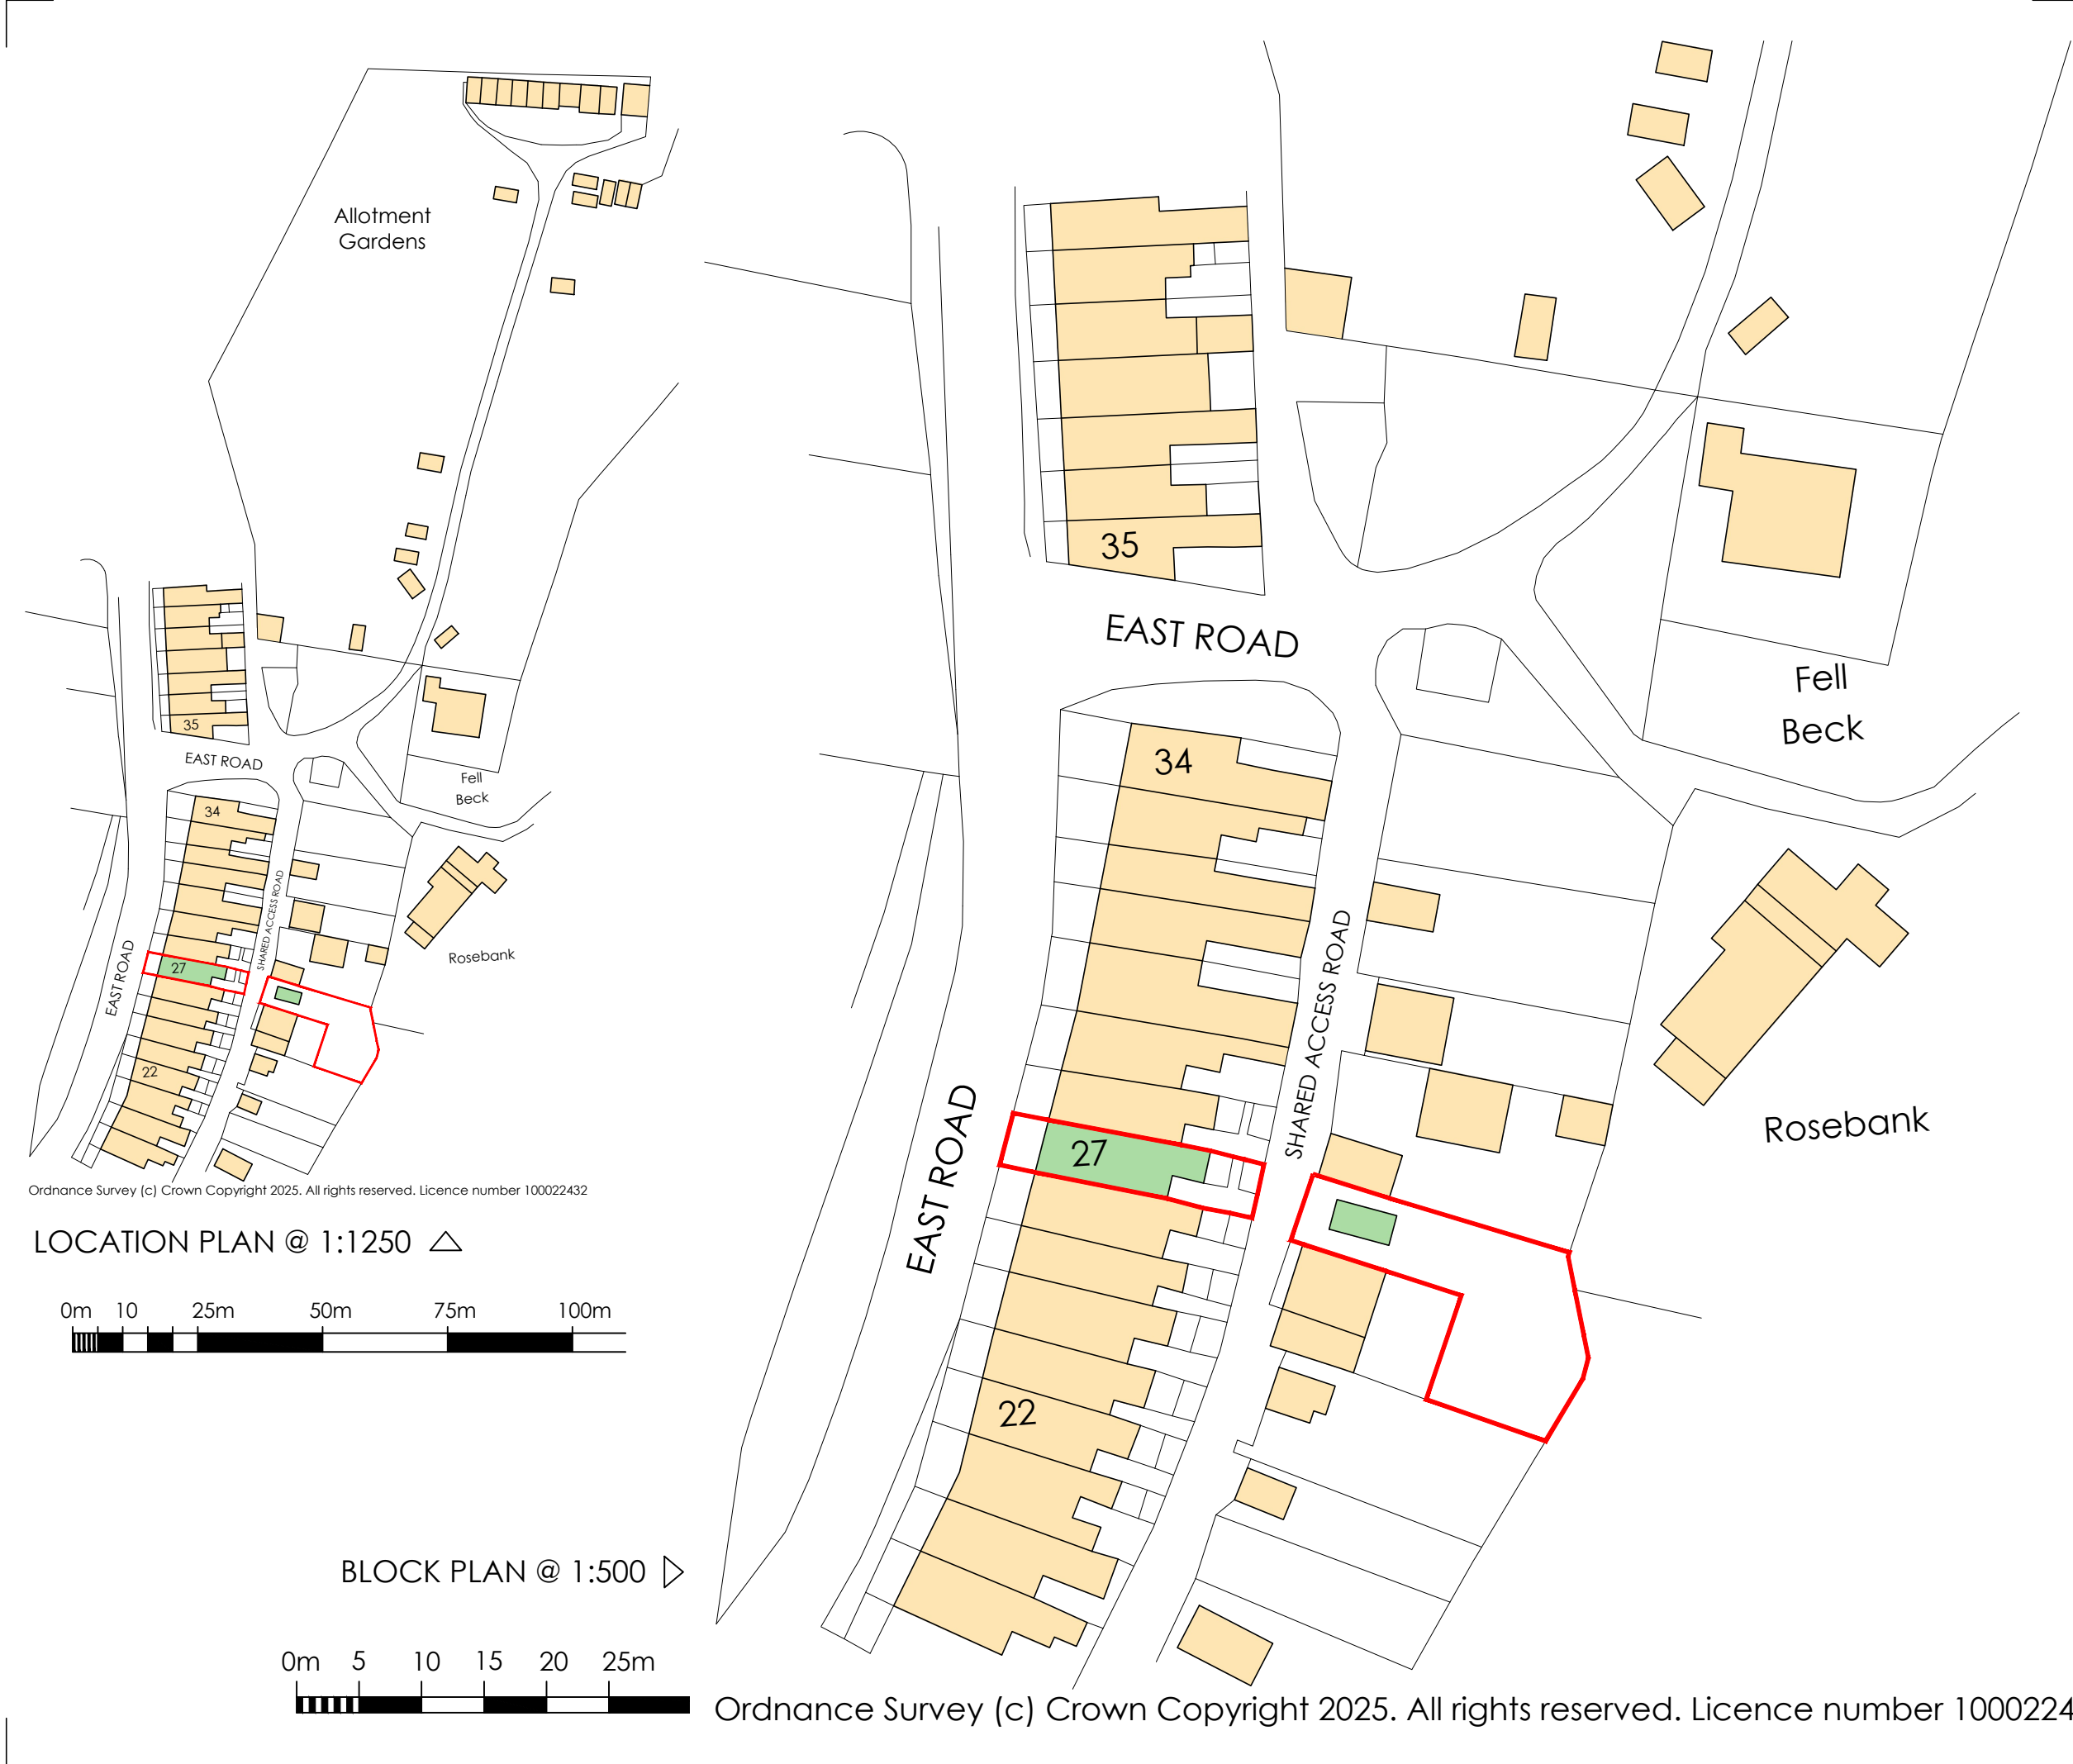 Allotment
Gardens
35
EAST ROAD
34
Fell
Beck
SHARED ACCESS ROAD
Rosebank
27
EAST ROAD
22
Ordnance Survey (c) Crown Copyright 2025. All rights reserved. Licence number 100022432
LOCATION PLAN @ 1:1250
0m 10 25m 50m 75m 100m
BLOCK PLAN @ 1:500
0m 5 10 15 20 25m
35
EAST ROAD
Fell
Beck
34
SHARED ACCESS ROAD
Rosebank
EAST ROAD
27
22
Ordnance Survey (c) Crown Copyright 2025. All rights reserved. Licence number 1000224